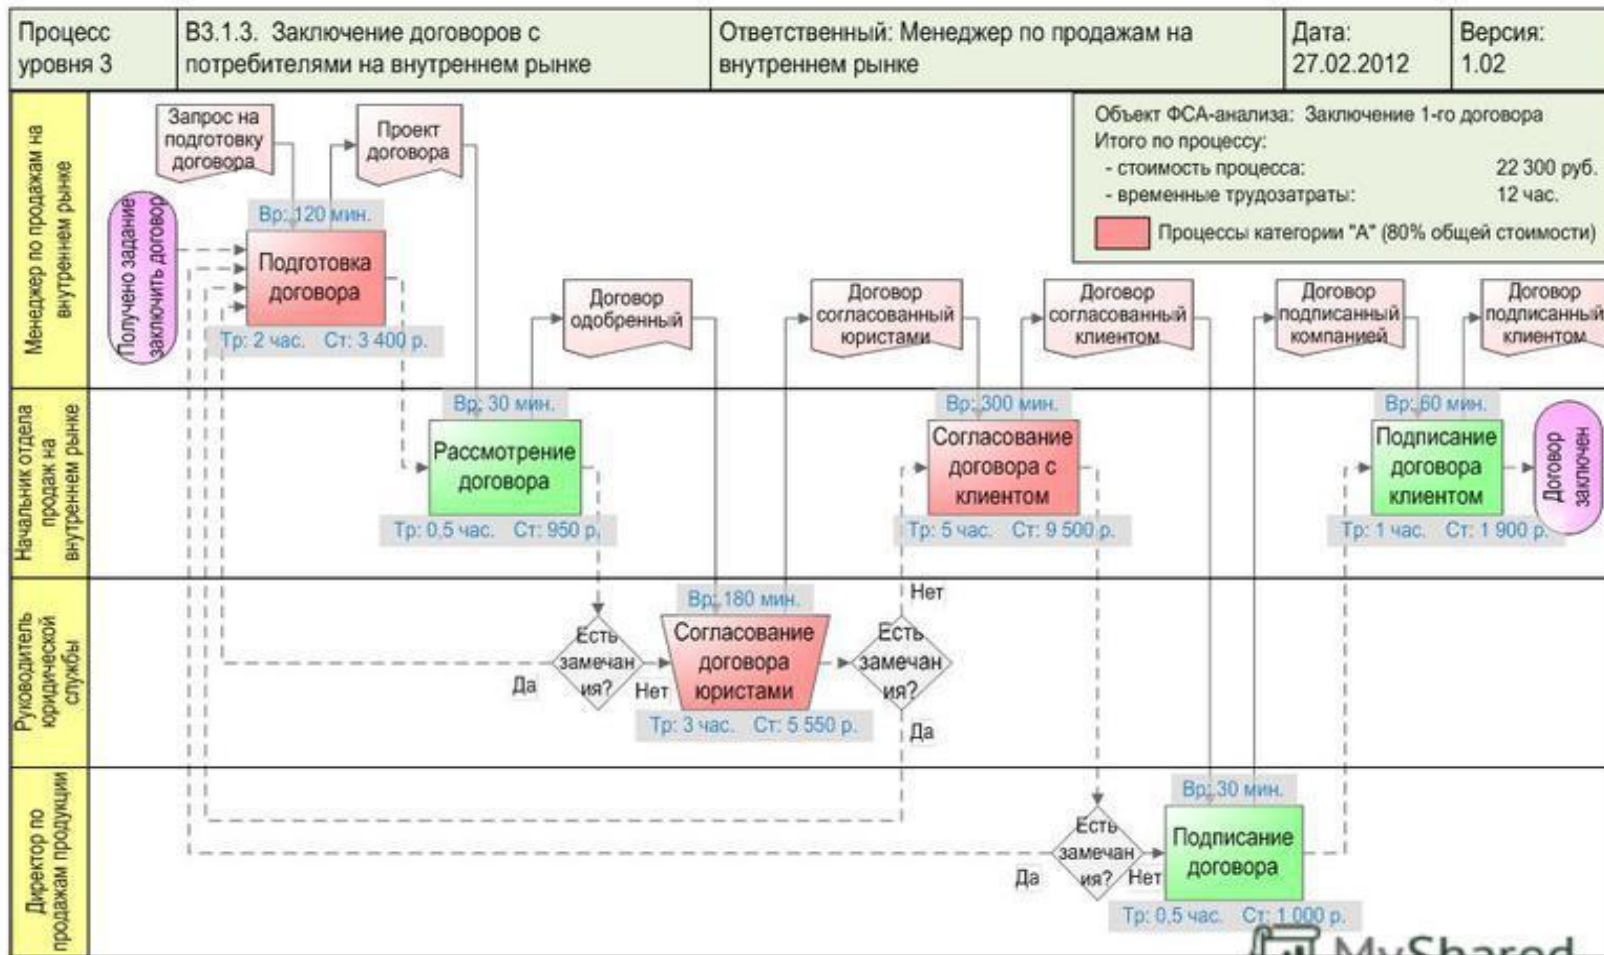 Процесс
уровня 3
В3.1.3. Заключение договоров с
потребителями на внутреннем рынке
Ответственный: Менеджер по продажам на
внутреннем рынке
Дата:
27.02.2012
Версия:
1.02
Менеджер по продажам на
внутреннем рынке
Запрос на
подготовку
договора
Проект
договора
Объект ФСА-анализа: Заключение 1-го договора
Итого по процессу:
- стоимость процесса: 22 300 руб.
- временные трудозатраты: 12 час.
Процессы категории "А" (80% общей стоимости)
Получено задание
заключить договор
Вр: 120 мин.
Подготовка
договора
Тр: 2 час. Ст: 3 400 р.
Договор
одобренный
Договор
согласованный
юристами
Договор
согласованный
клиентом
Договор
подписанный
компанией
Договор
подписанный
клиентом
Начальник отдела
продаж на
внутреннем рынке
Вр: 30 мин.
Рассмотрение
договора
Тр: 0,5 час. Ст: 950 р.
Вр: 300 мин.
Согласование
договора с
клиентом
Тр: 5 час. Ст: 9 500 р.
Вр: 60 мин.
Подписание
договора
клиентом
Тр: 1 час. Ст: 1 900 р.
Договор
заключен
Руководитель
юридической
службы
Есть
замечан
ия?
Да
Нет
Вр: 180 мин.
Согласование
договора
юристами
Тр: 3 час. Ст: 5 550 р.
Есть
замечан
ия?
Нет
Да
Директор по
продажам продукции
Есть
замечан
ия?
Да
Нет
Вр: 30 мин.
Подписание
договора
Тр: 0,5 час. Ст: 1 000 р.
MyShared